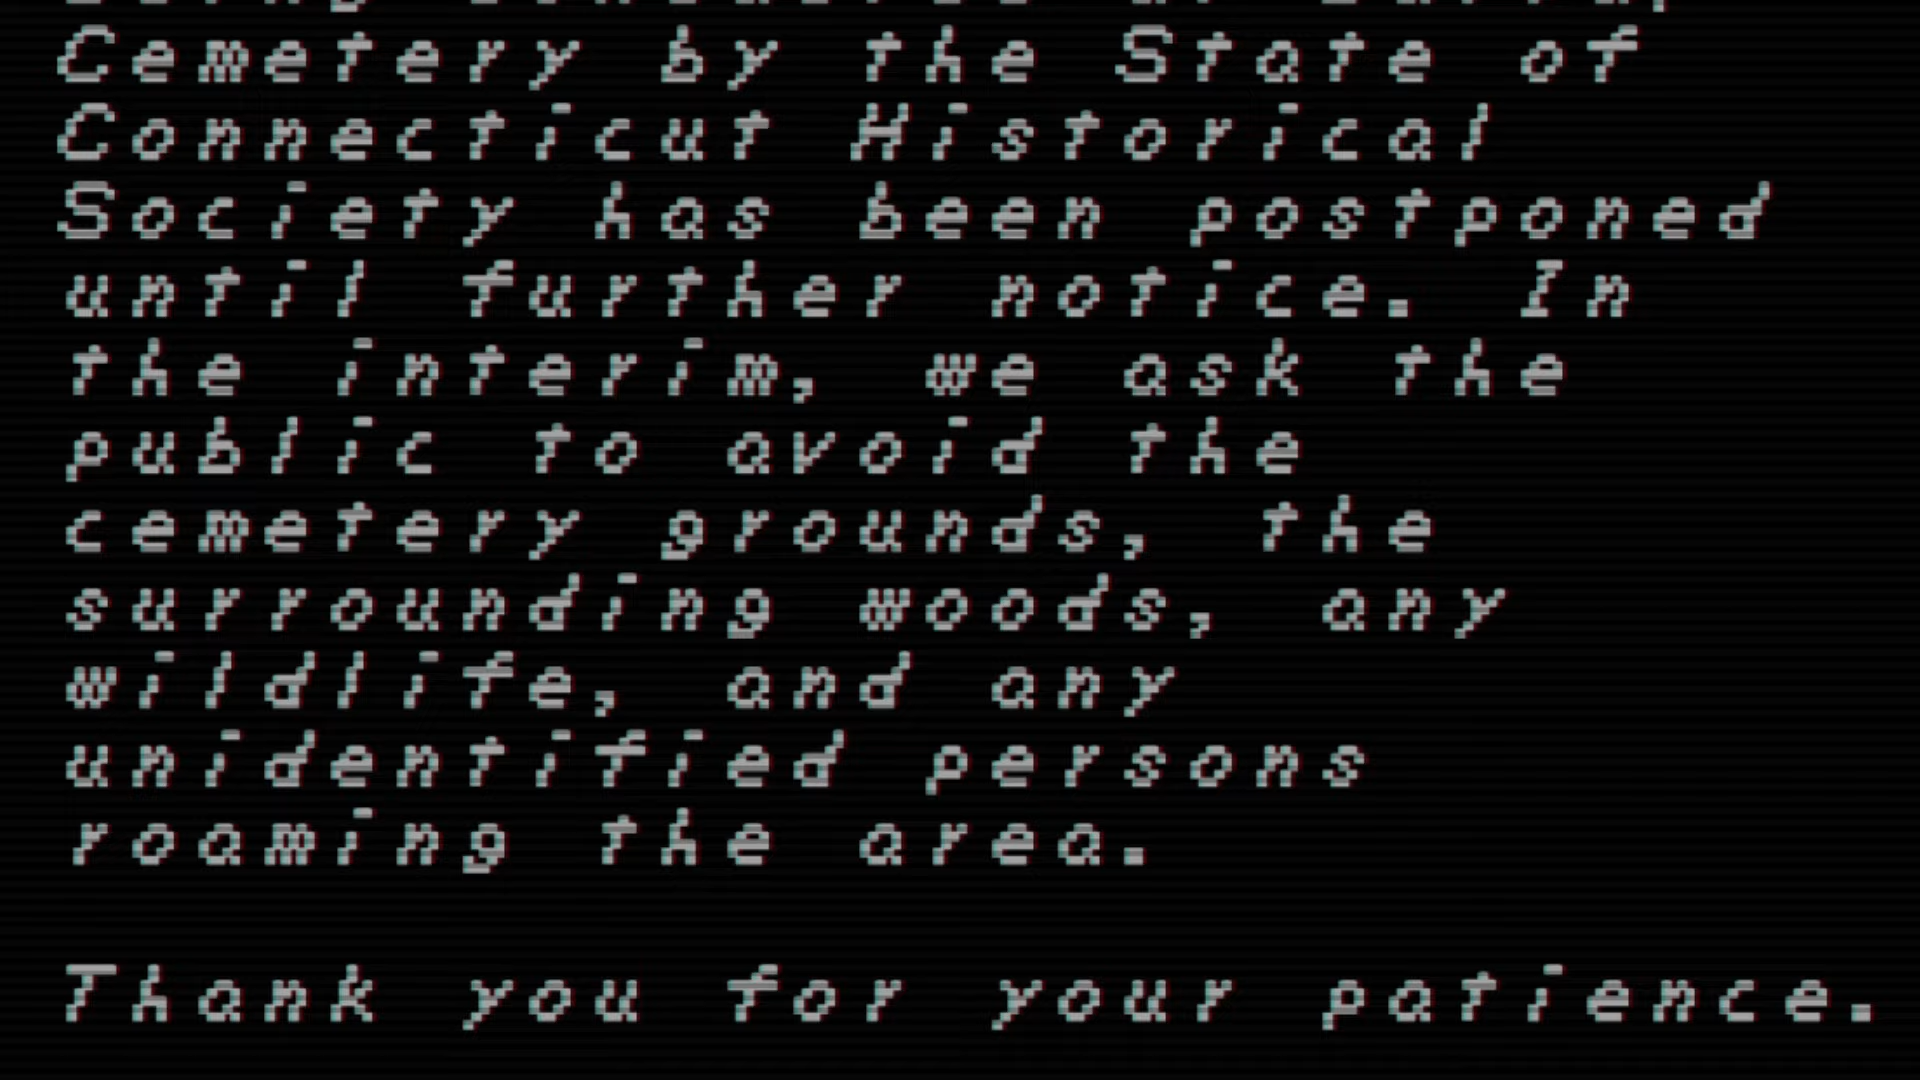 Cemetery by the State of
Connecticut Historical
Society has been postponed
until further notice. In
the interim, we ask the
public to avoid the
cemetery grounds, the
surrounding woods, any
wildlife, and any
unidentified persons
roaming the area.
Thank you for your patience.